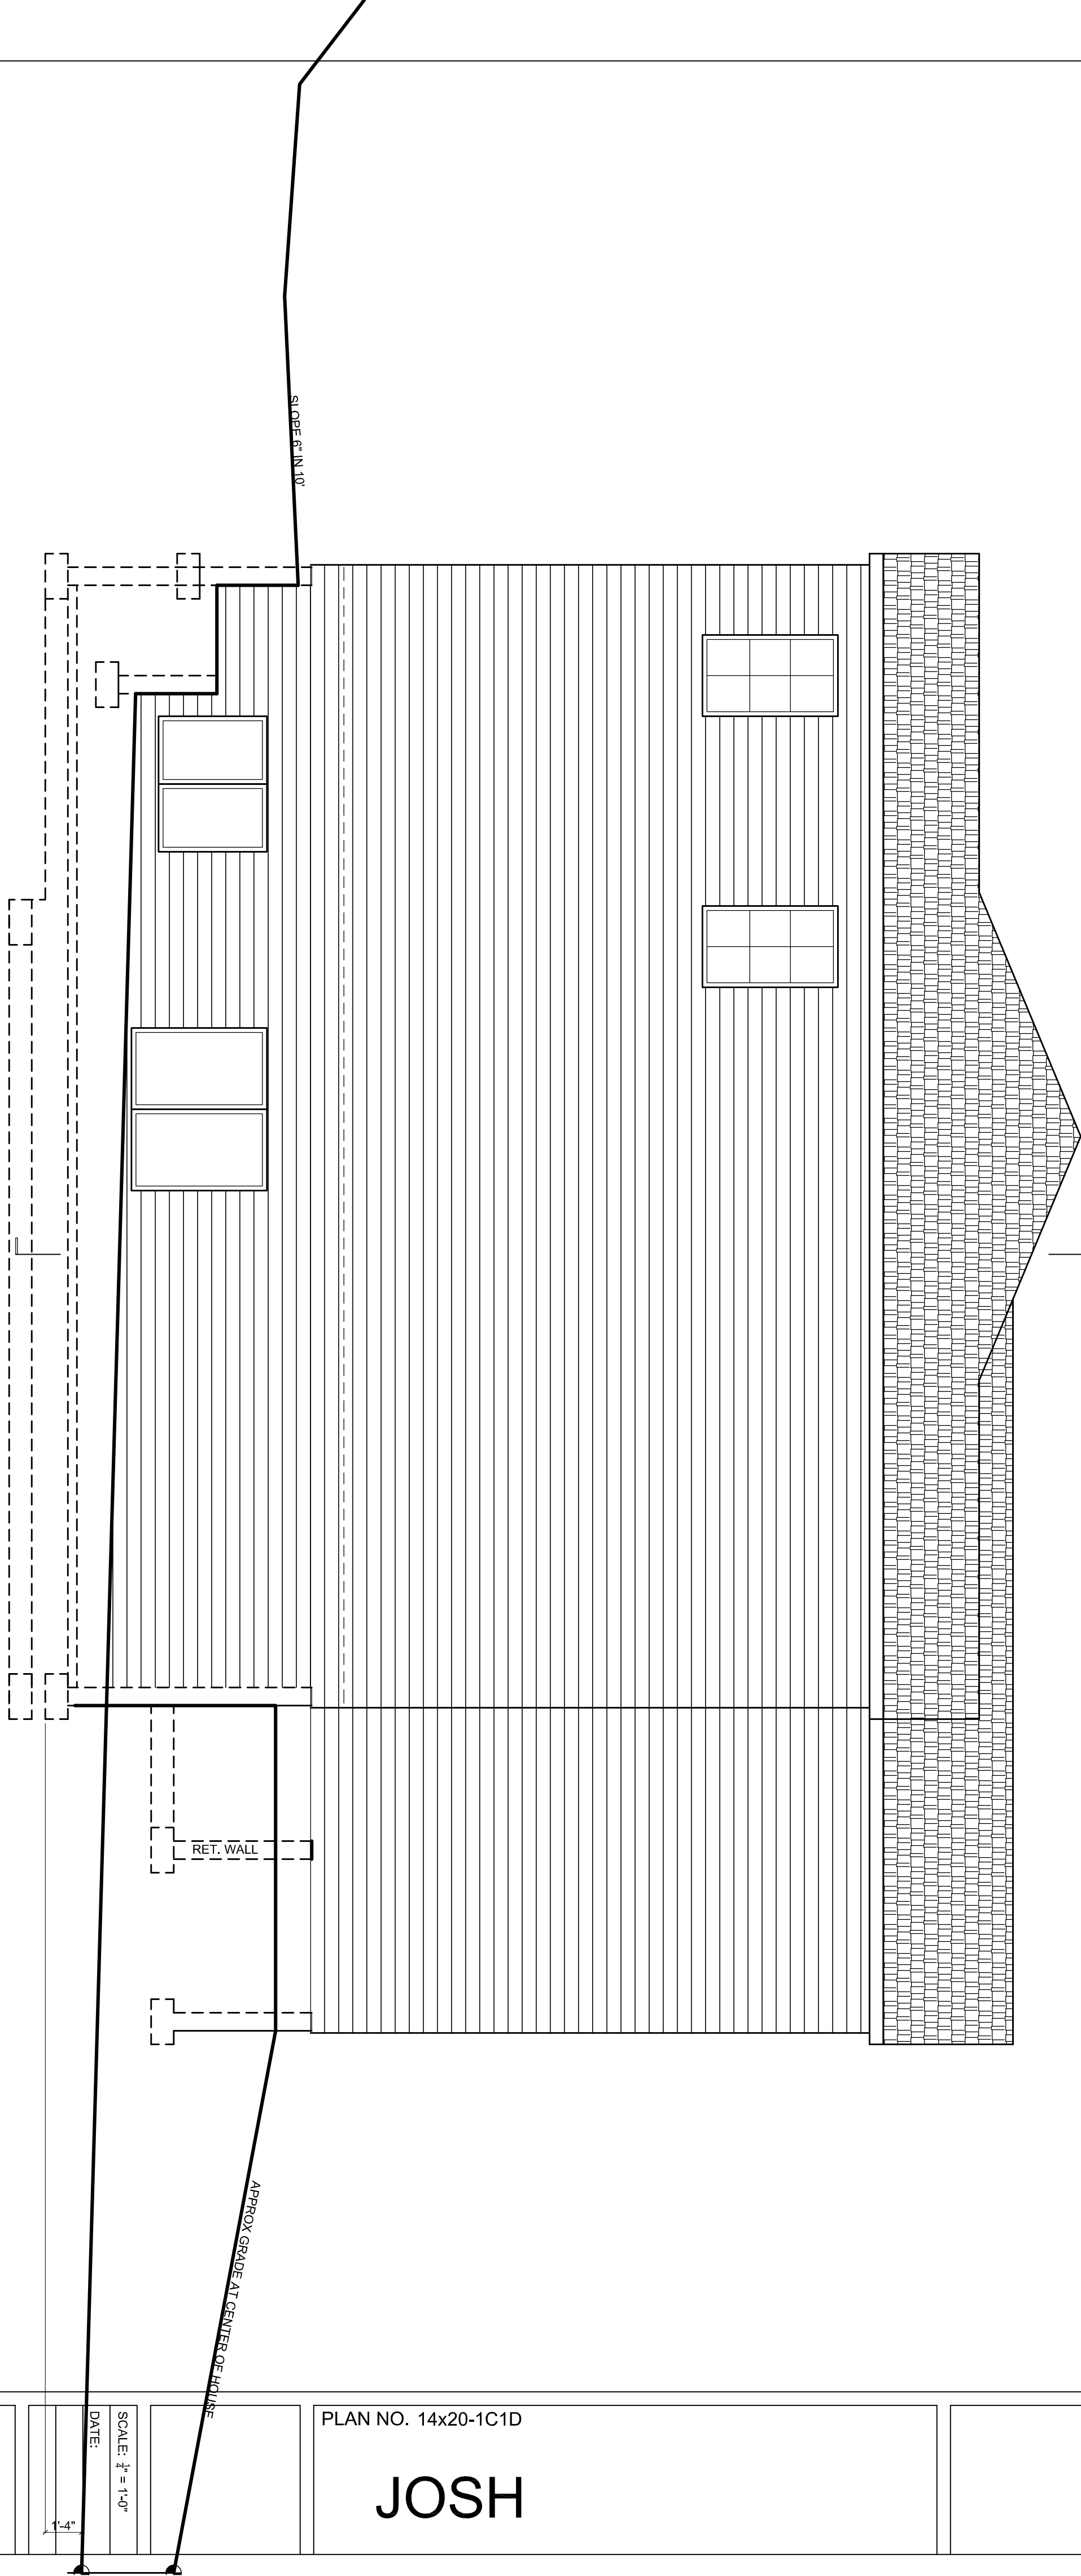 SLOPE 6" IN 10'
RET. WALL
APPROX GRADE AT CENTER OF HOUSE
PLAN NO. 14x20-1C1D
JOSH
SCALE: ¼" = 1'-0"
DATE:
1'-4"